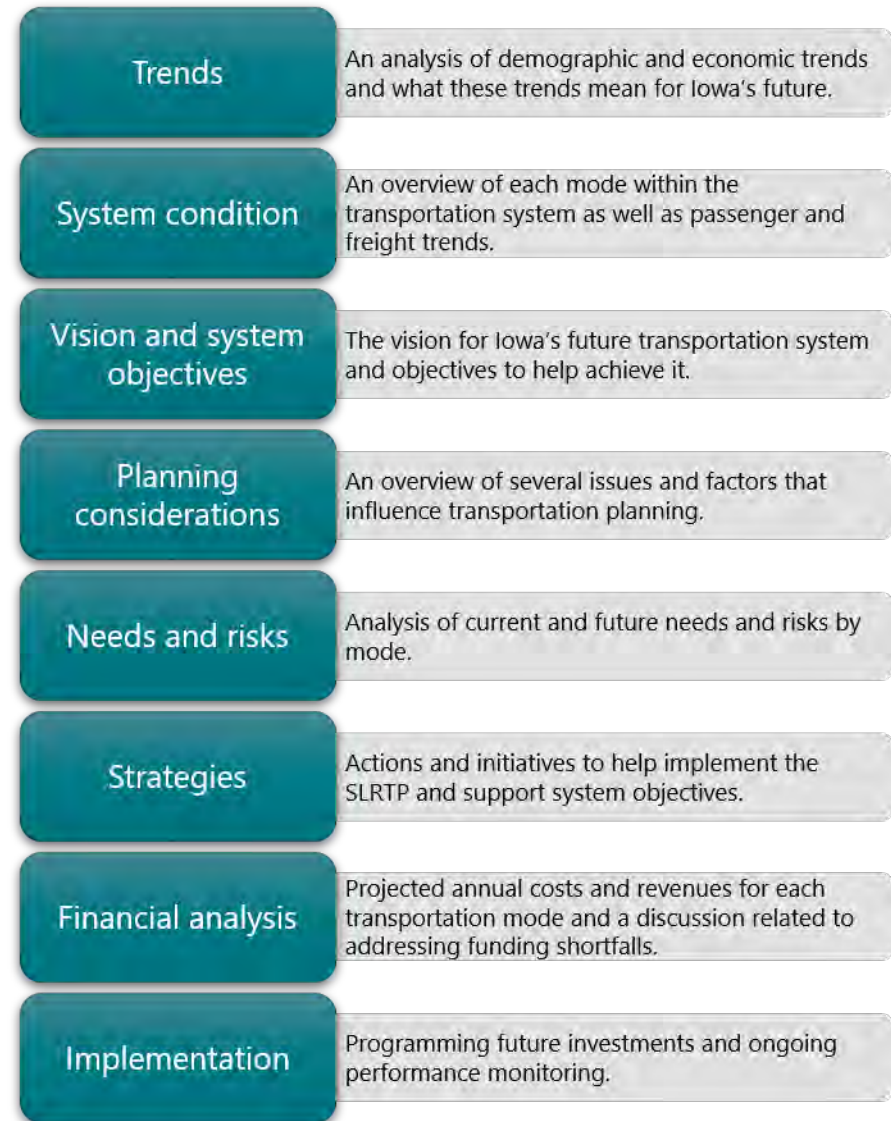 Trends
An analysis of demographic and economic trends
and what these trends mean for Iowa's future.
System condition
An overview of each mode within the
transportation system as well as passenger and
freight trends.
Vision and system
objectives
The vision for Iowa's future transportation system
and objectives to help achieve it.
Planning
considerations
An overview of several issues and factors that
influence transportation planning.
Needs and risks
Analysis of current and future needs and risks by
mode.
Strategies
Actions and initiatives to help implement the
SLRTP and support system objectives.
Financial analysis
Projected annual costs and revenues for each
transportation mode and a discussion related to
addressing funding shortfalls.
Implementation
Programming future investments and ongoing
performance monitoring.